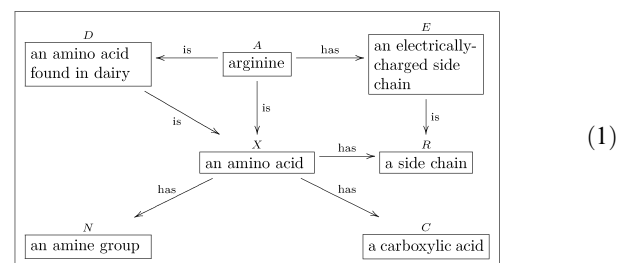 D
an amino acid
found in dairy
is
A
arginine
has
E
an electrically-
charged side
chain
is
is
is
X
an amino acid
has
R
a side chain
has
has
N
an amine group
C
a carboxylic acid
(1)